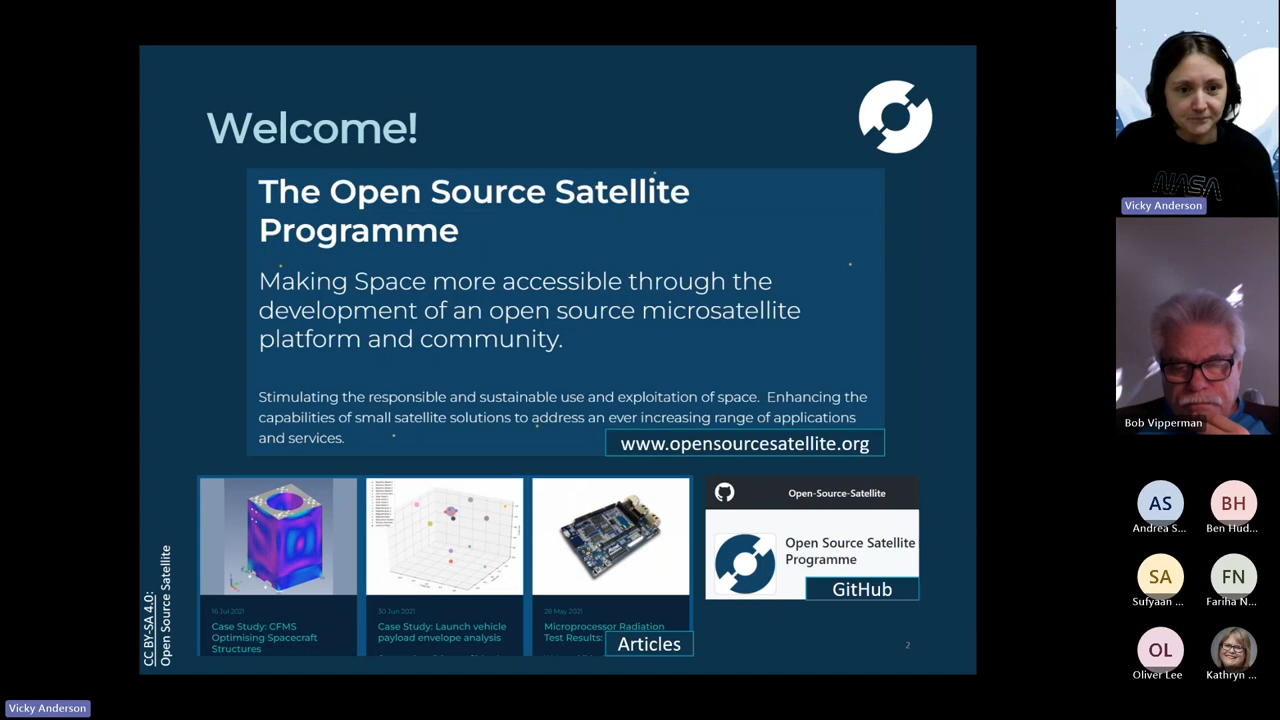 Welcome!
The Open Source Satellite
Programme
Making Space more accessible through the
development of an open source microsatellite
platform and community.
Stimulating the responsible and sustainable use and exploitation of space. Enhancing the
capabilities of small satellite solutions to address an ever increasing range of applications
and services.
www.opensourcesatellite.org
16 Jul 2021
Case Study: CFMS
Optimising Spacecraft
Structures
30 Jun 2021
Case Study: Launch vehicle
payload envelope analysis
28 May 2021
Microprocessor Radiation
Test Results:
Articles
Open-Source-Satellite
Open Source Satellite
Programme
GitHub
2
CC BY-SA 4.0:
Open Source Satellite
NASA
Vicky Anderson
Bob Vipperman
AS
Andrea S...
BH
Ben Hud...
SA
Sufyaan ...
FN
Fariha N...
OL
Oliver Lee
Kathryn ...
Vicky Anderson